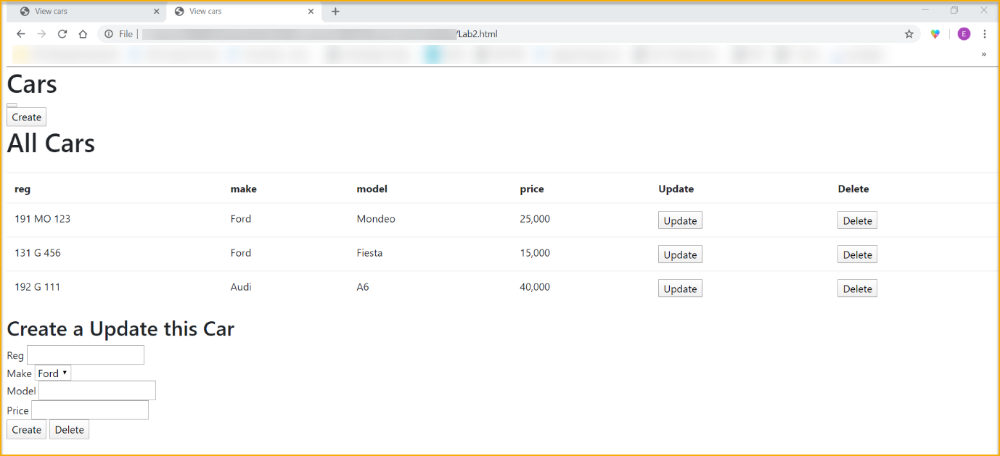 View cars View cars
File /Lab2.html E
Cars
Create
All Cars
reg make model price Update Delete
191 MO 123 Ford Mondeo 25,000 Update Delete
131 G 456 Ford Fiesta 15,000 Update Delete
192 G 111 Audi A6 40,000 Update Delete
Create a Update this Car
Reg
Make Ford
Model
Price
Create Delete